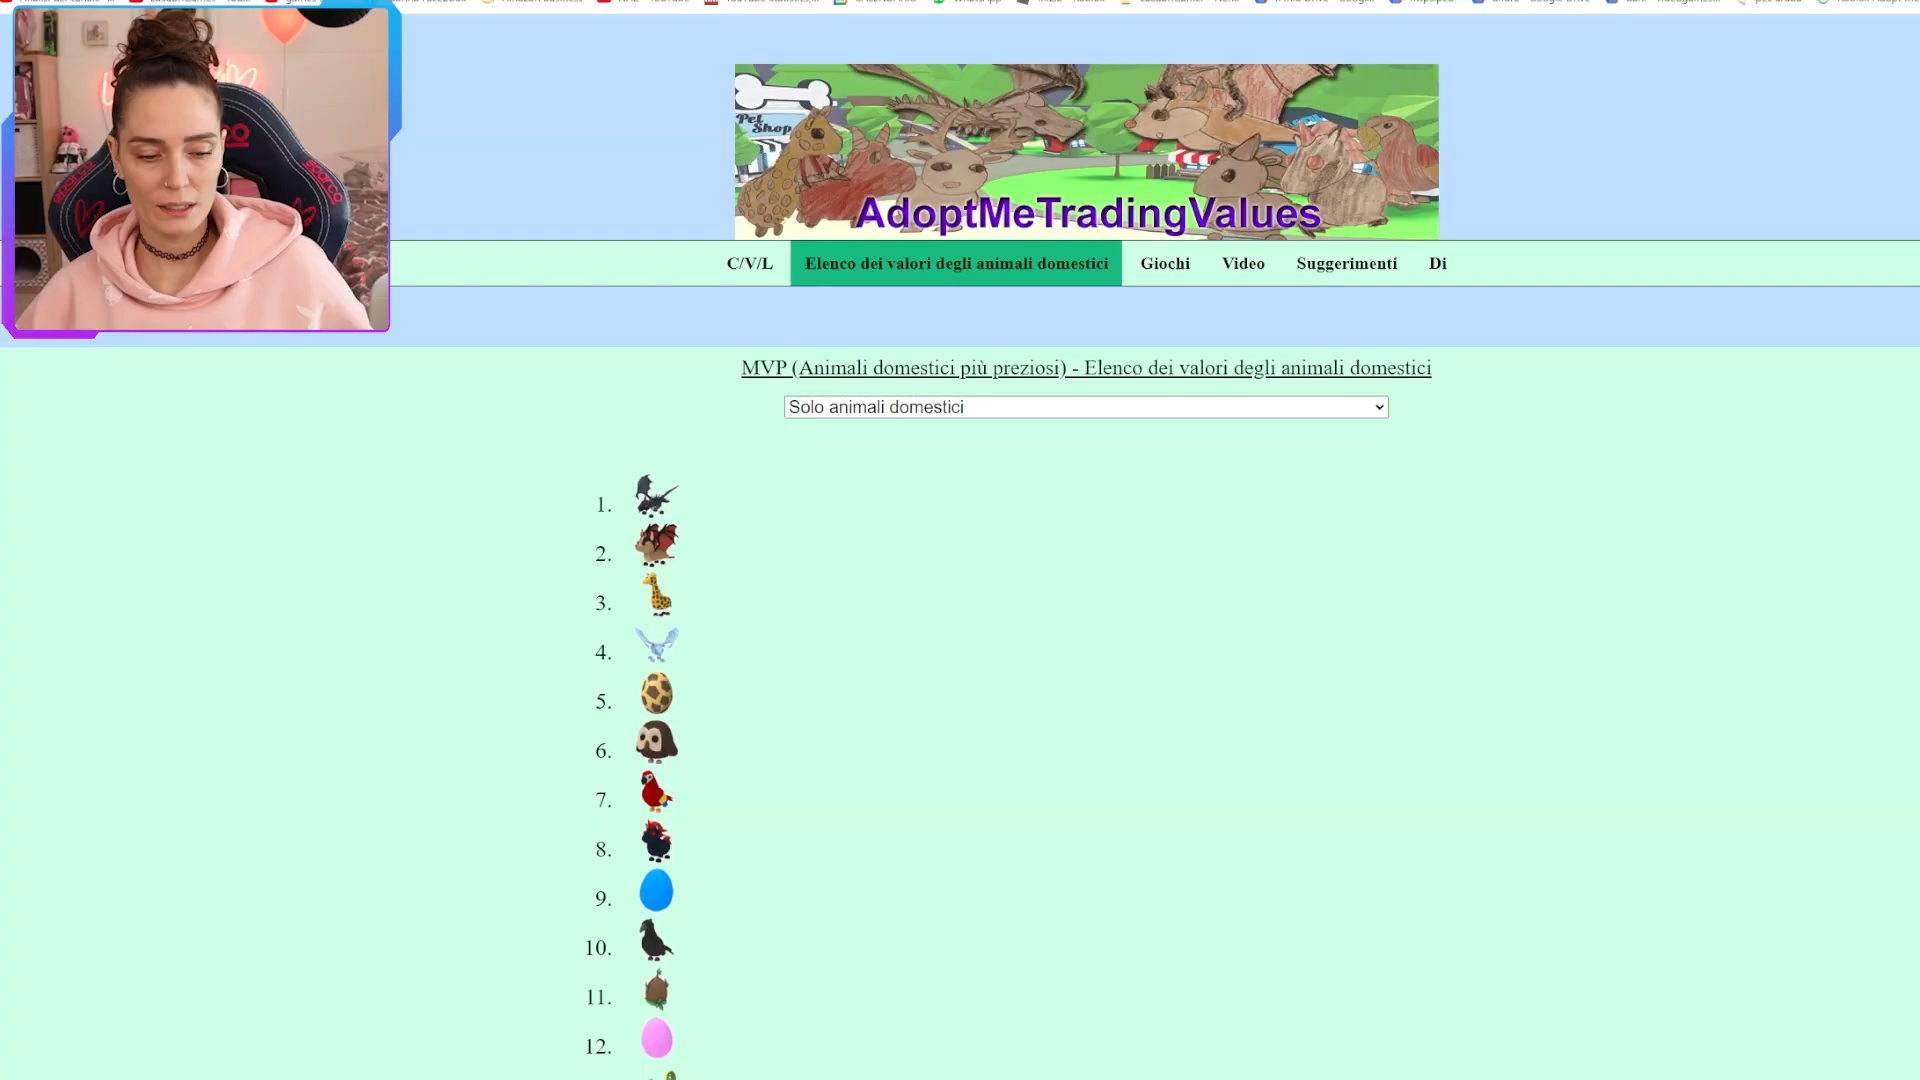 Pet
Shop
AdoptMeTradingValues
C/V/L Elenco dei valori degli animali domestici Giochi Video Suggerimenti Di
MVP (Animali domestici più preziosi) - Elenco dei valori degli animali domestici
Solo animali domestici
1.
2.
3.
4.
5.
6.
7.
8.
9.
10.
11.
12.